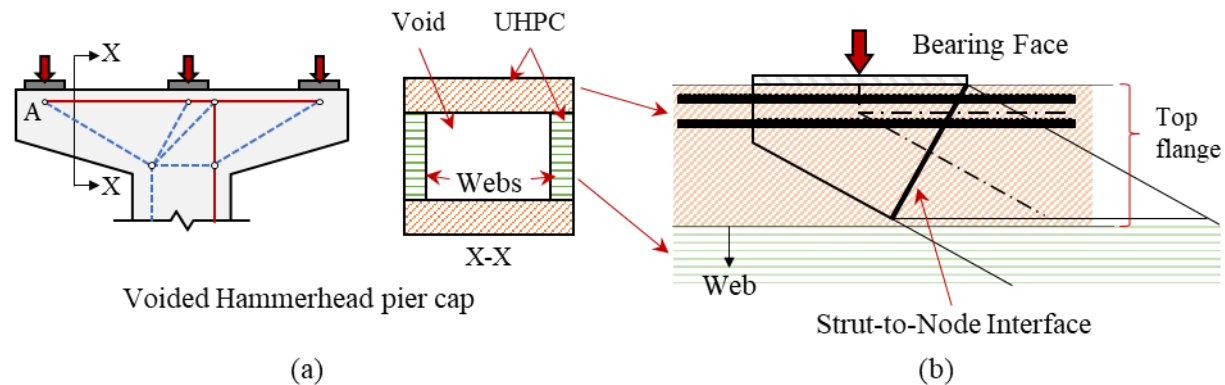 X
A
X
Voided Hammerhead pier cap
(a)
Void
UHPC
Webs
X-X
Bearing Face
Top
flange
Web
Strut-to-Node Interface
(b)